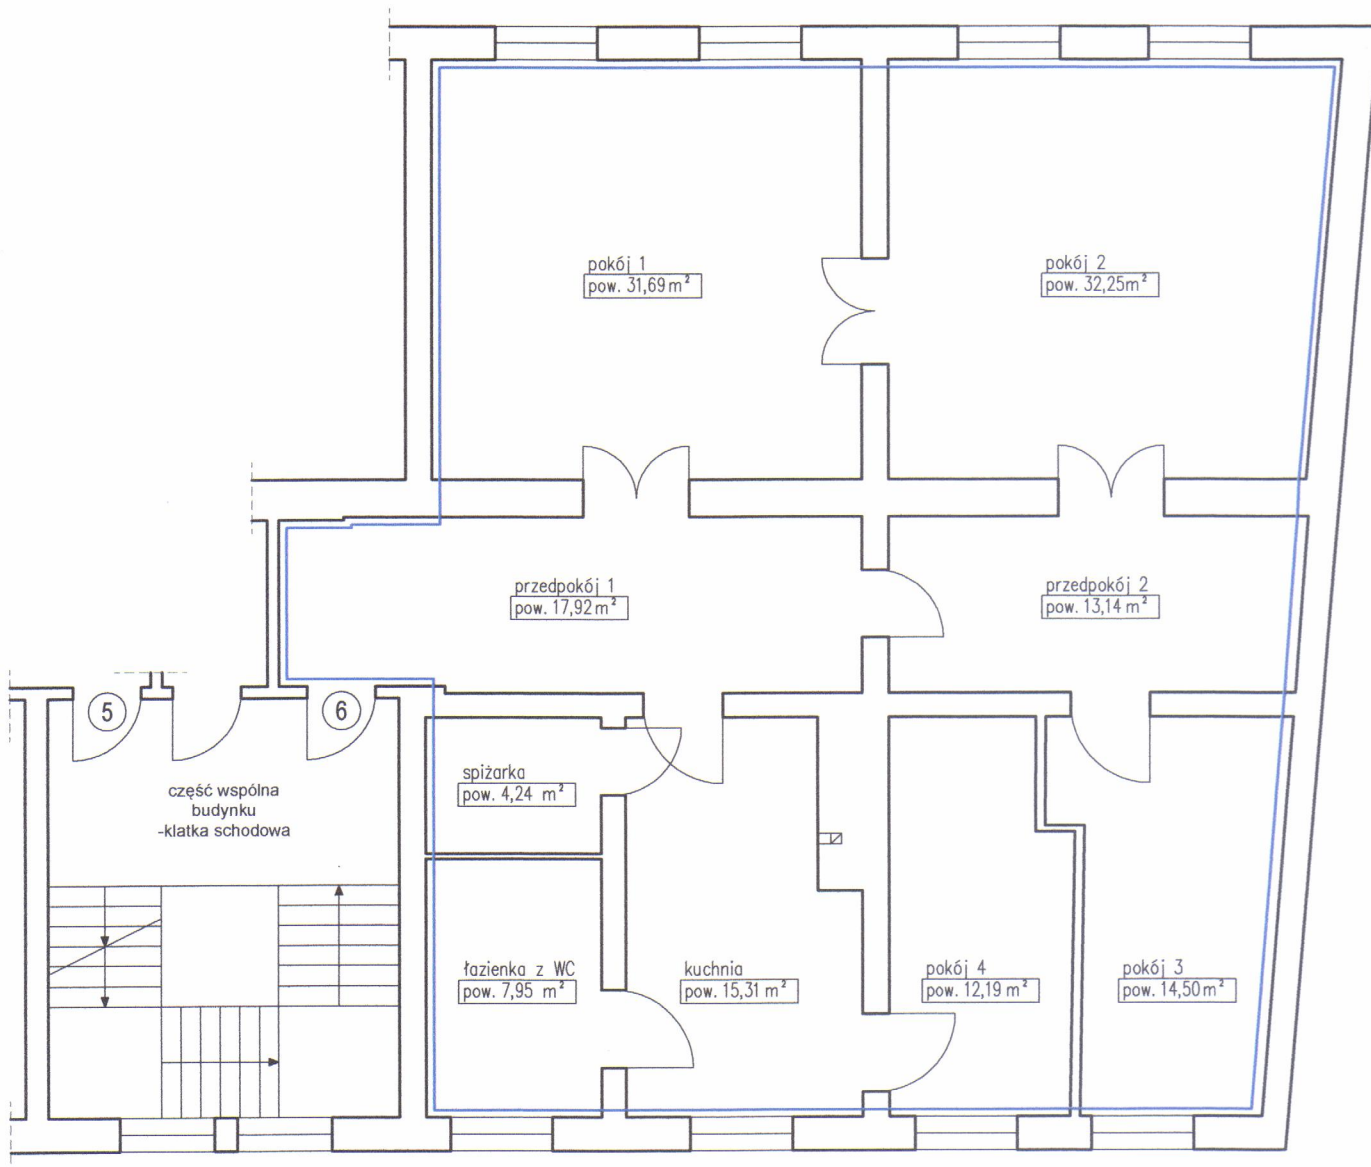 pokój 1
pow. 31,69 m²
pokój 2
pow. 32,25m²
przedpokój 1
pow. 17,92 m²
przedpokój 2
pow. 13,14 m²
5
6
część wspólna
budynku
-klatka schodowa
spiżarka
pow. 4,24 m²
łazienka z WC
pow. 7,95 m²
kuchnia
pow. 15,31 m²
pokój 4
pow. 12,19 m²
pokój 3
pow. 14,50m²